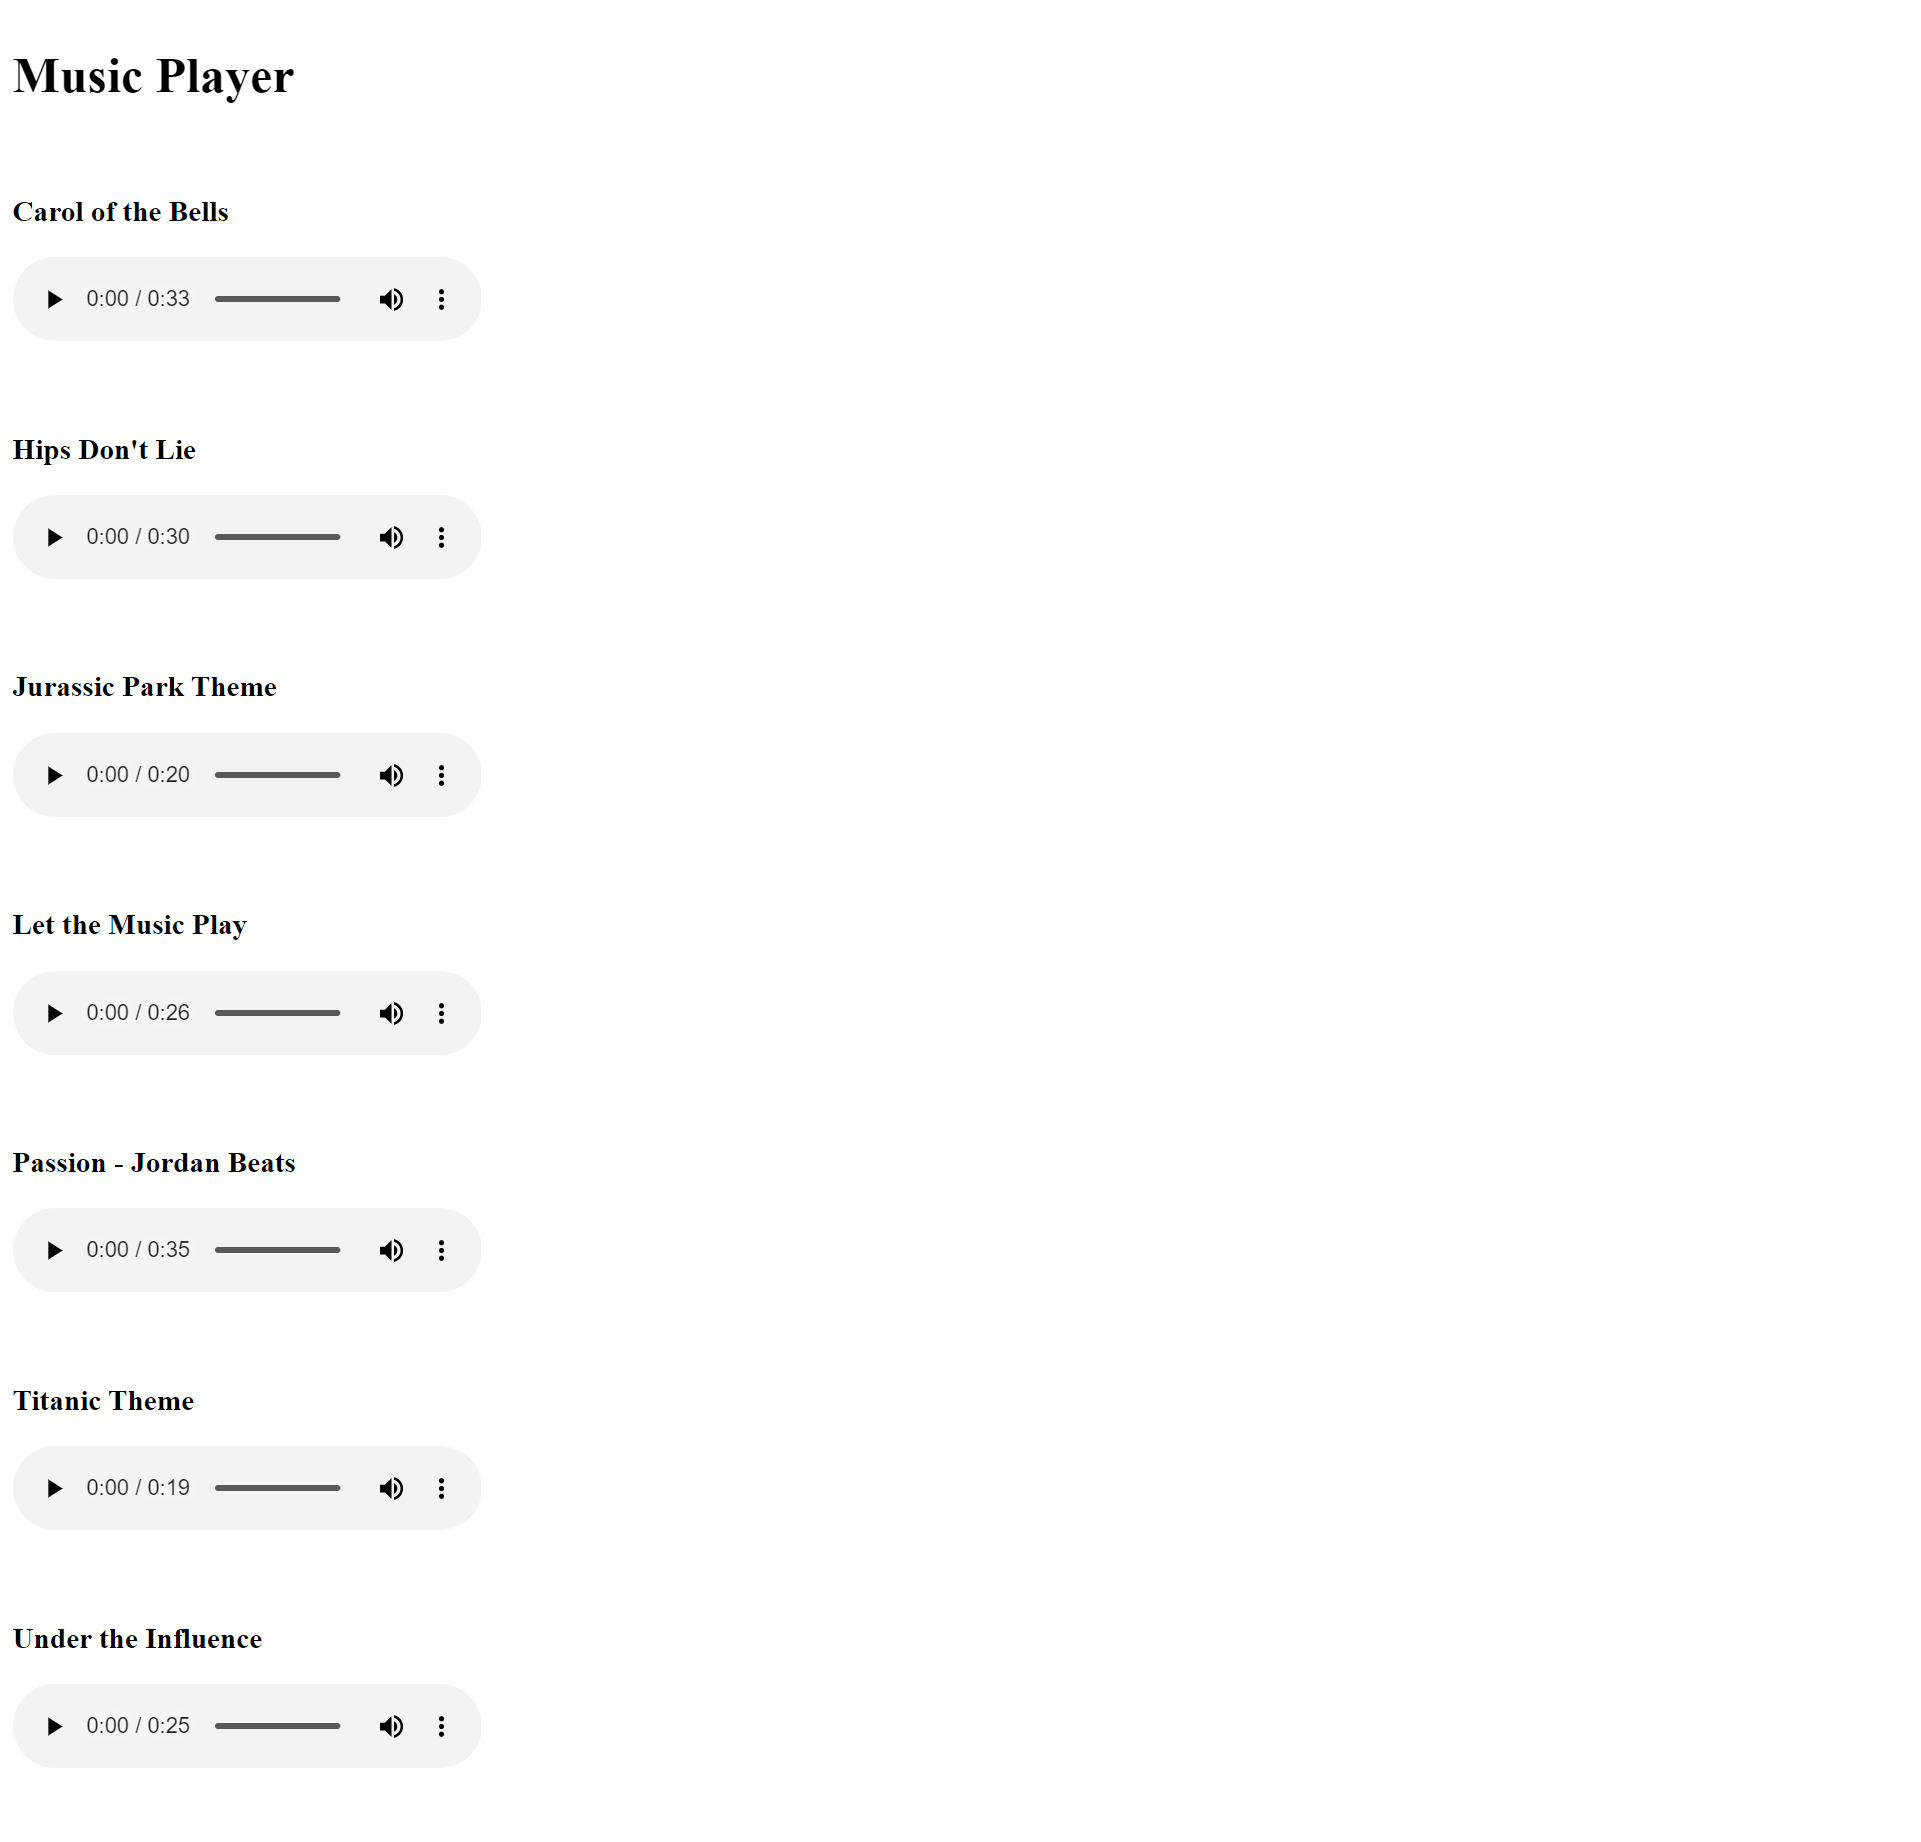 Music Player
Carol of the Bells
0:00 / 0:33
Hips Don't Lie
0:00 / 0:30
Jurassic Park Theme
0:00 / 0:20
Let the Music Play
0:00 / 0:26
Passion - Jordan Beats
0:00 / 0:35
Titanic Theme
0:00 / 0:19
Under the Influence
0:00 / 0:25